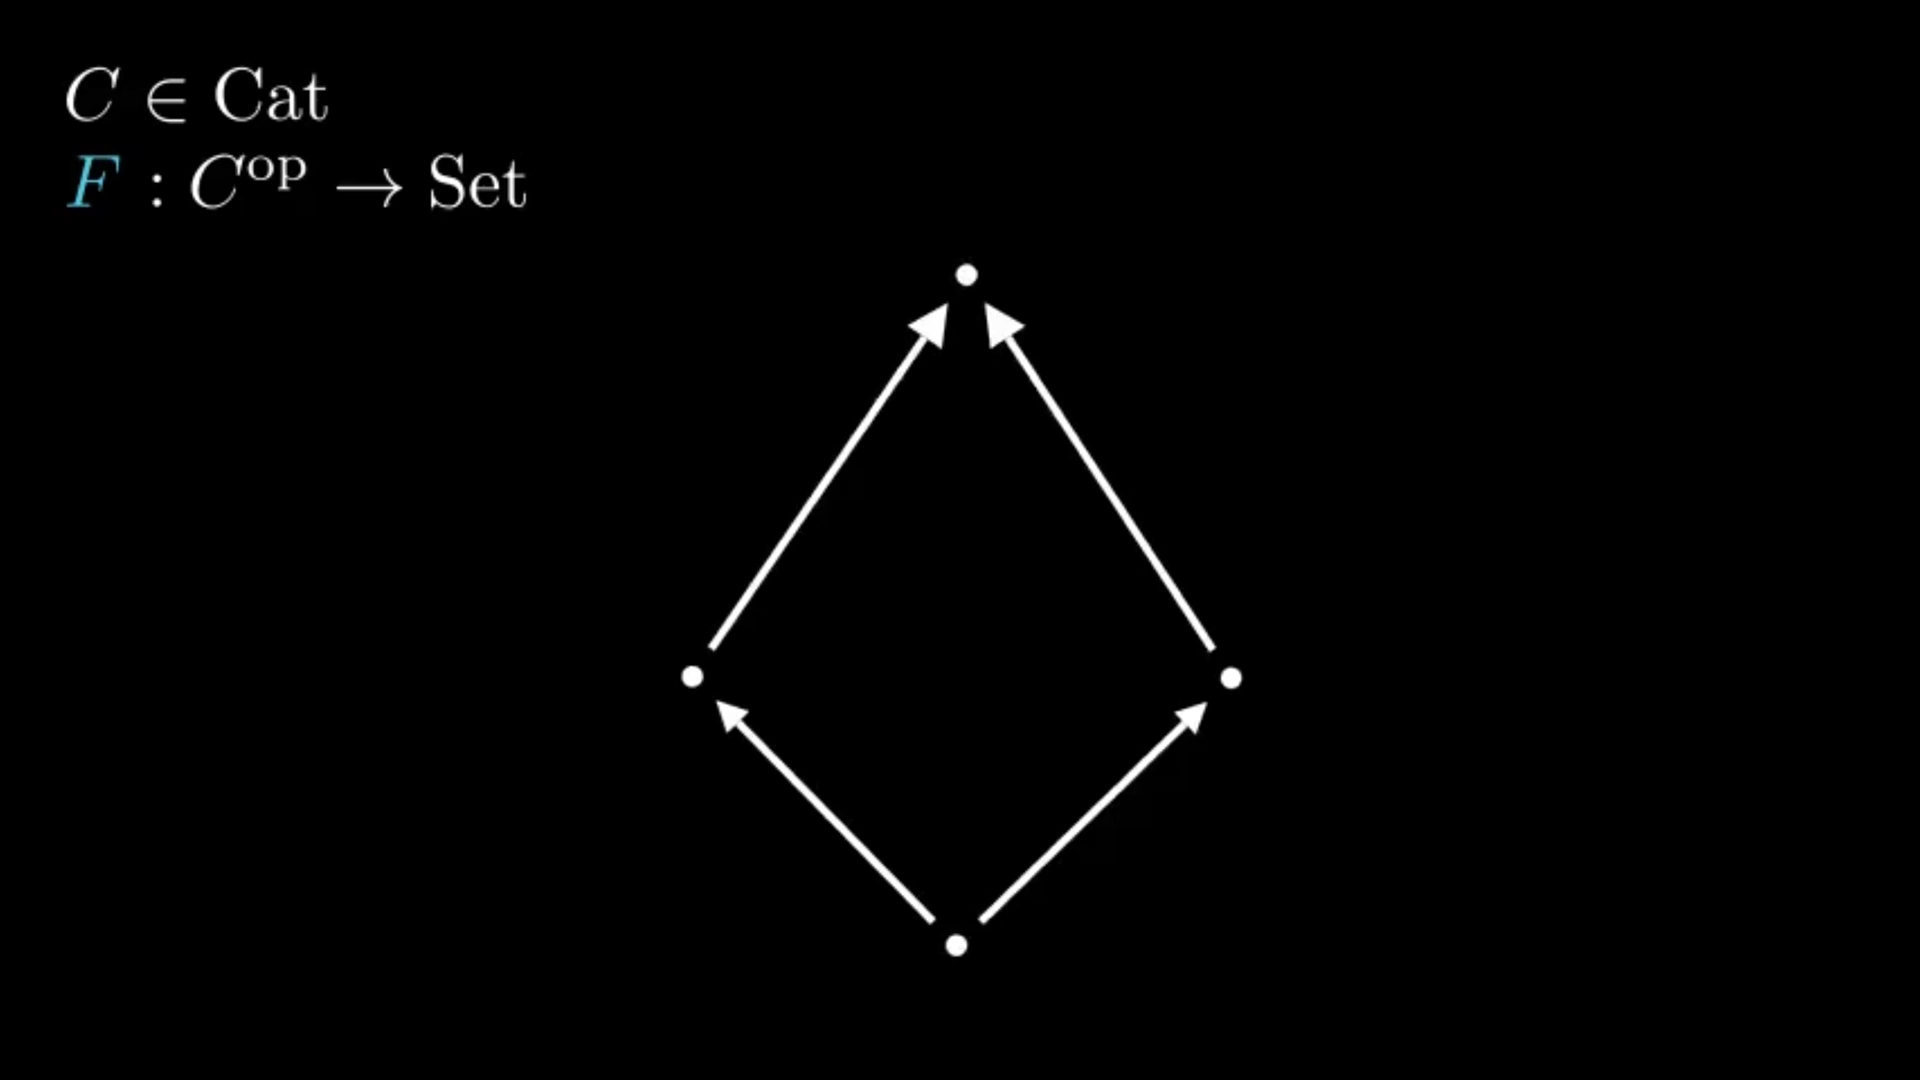 C ∈ Cat
F : C^op → Set